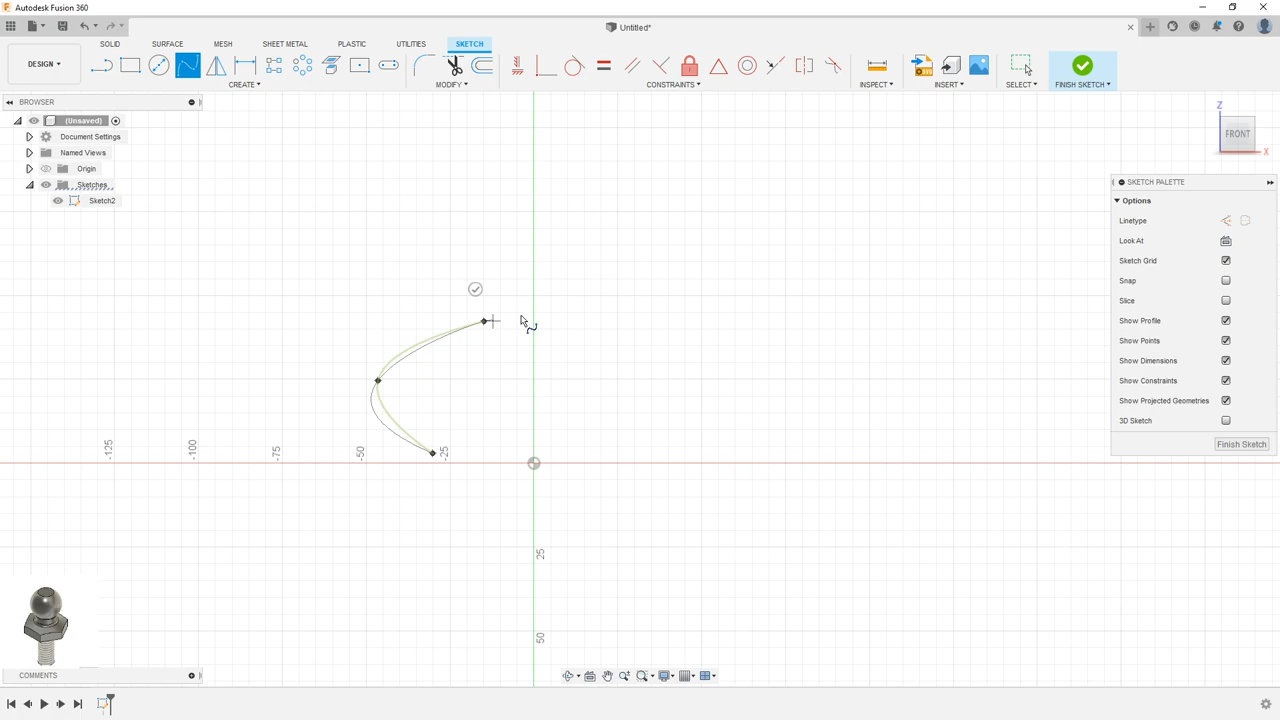 Autodesk Fusion 360
Untitled*
DESIGN
SOLID
SURFACE
MESH
SHEET METAL
PLASTIC
UTILITIES
SKETCH
CREATE
MODIFY
CONSTRAINTS
INSPECT
INSERT
SELECT
FINISH SKETCH
BROWSER
(Unsaved)
Document Settings
Named Views
Origin
Sketches
Sketch2
Z
FRONT
X
SKETCH PALETTE
Options
Linetype
Look At
Sketch Grid
Snap
Slice
Show Profile
Show Points
Show Dimensions
Show Constraints
Show Projected Geometries
3D Sketch
Finish Sketch
-125
-100
-75
-50
-25
25
50
COMMENTS